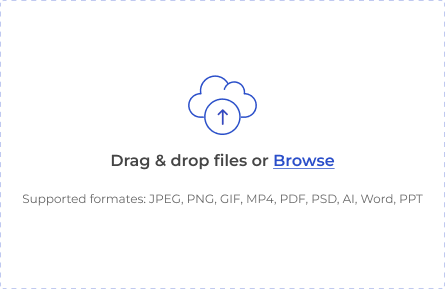 Drag & drop files or Browse
Supported formates: JPEG, PNG, GIF, MP4, PDF, PSD, AI, Word, PPT